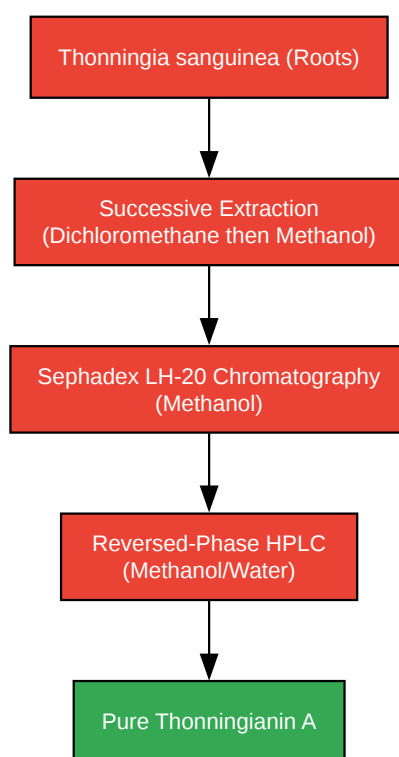 Thonningia sanguinea (Roots)
Successive Extraction
(Dichloromethane then Methanol)
Sephadex LH-20 Chromatography
(Methanol)
Reversed-Phase HPLC
(Methanol/Water)
Pure Thonningianin A